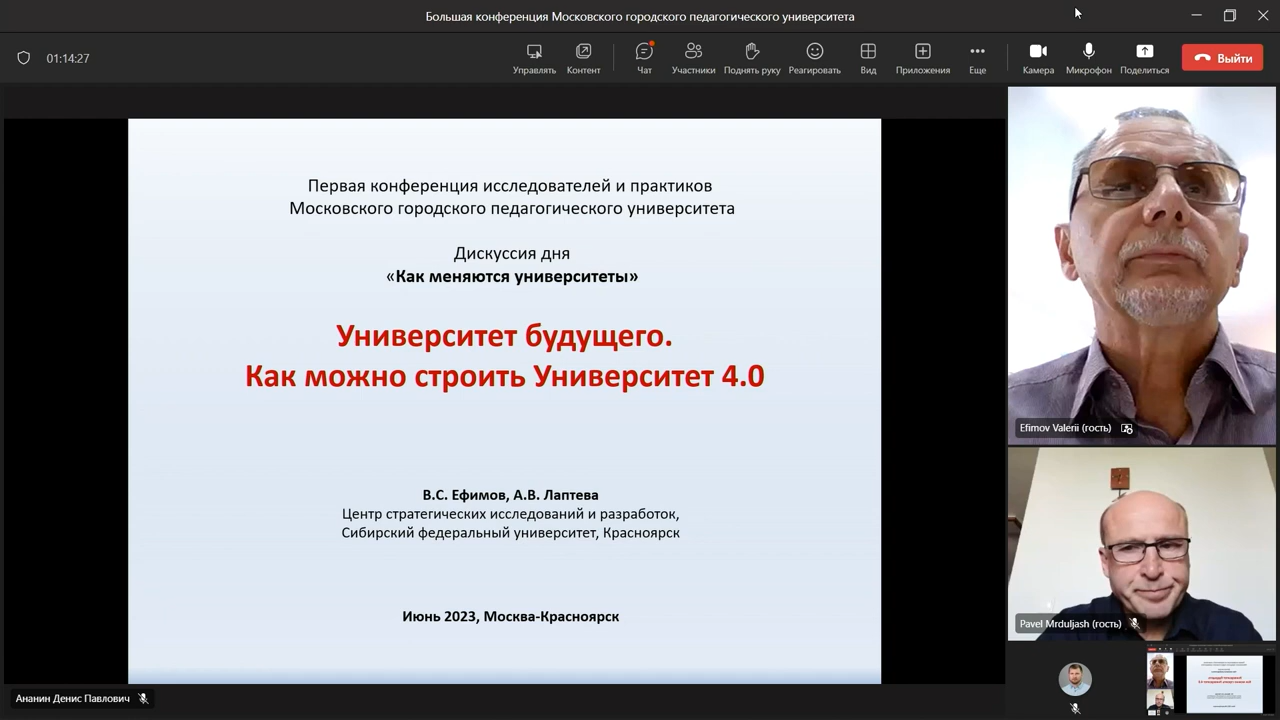 Большая конференция Московского городского педагогического университета
01:14:27
Управлять
Контент
Чат
Участники
Поднять руку
Реагировать
Вид
Приложения
Еще
Камера
Микрофон
Поделиться
Выйти
Первая конференция исследователей и практиков
Московского городского педагогического университета
Дискуссия дня
«Как меняются университеты»
Университет будущего.
Как можно строить Университет 4.0
В.С. Ефимов, А.В. Лаптева
Центр стратегических исследований и разработок,
Сибирский федеральный университет, Красноярск
Июнь 2023, Москва-Красноярск
Efimov Valerii (гость)
Pavel Mrduljash (гость)
Ананин Денис Павлович